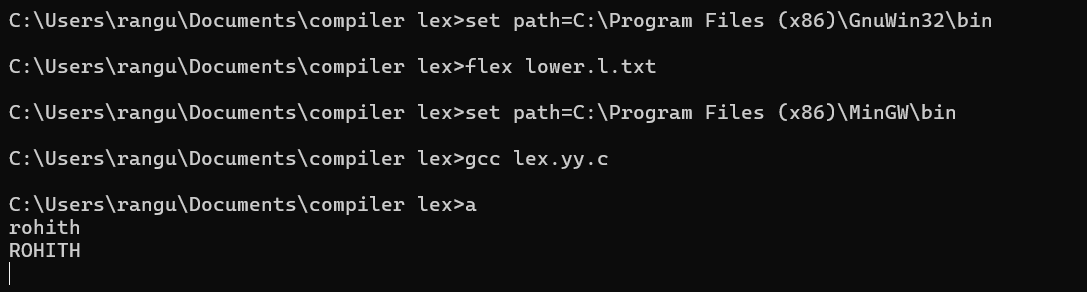 C:\Users\rangu\Documents\compiler lex>set path=C:\Program Files (x86)\GnuWin32\bin
C:\Users\rangu\Documents\compiler lex>flex lower.l.txt
C:\Users\rangu\Documents\compiler lex>set path=C:\Program Files (x86)\MinGW\bin
C:\Users\rangu\Documents\compiler lex>gcc lex.yy.c
C:\Users\rangu\Documents\compiler lex>a
rohith
ROHITH